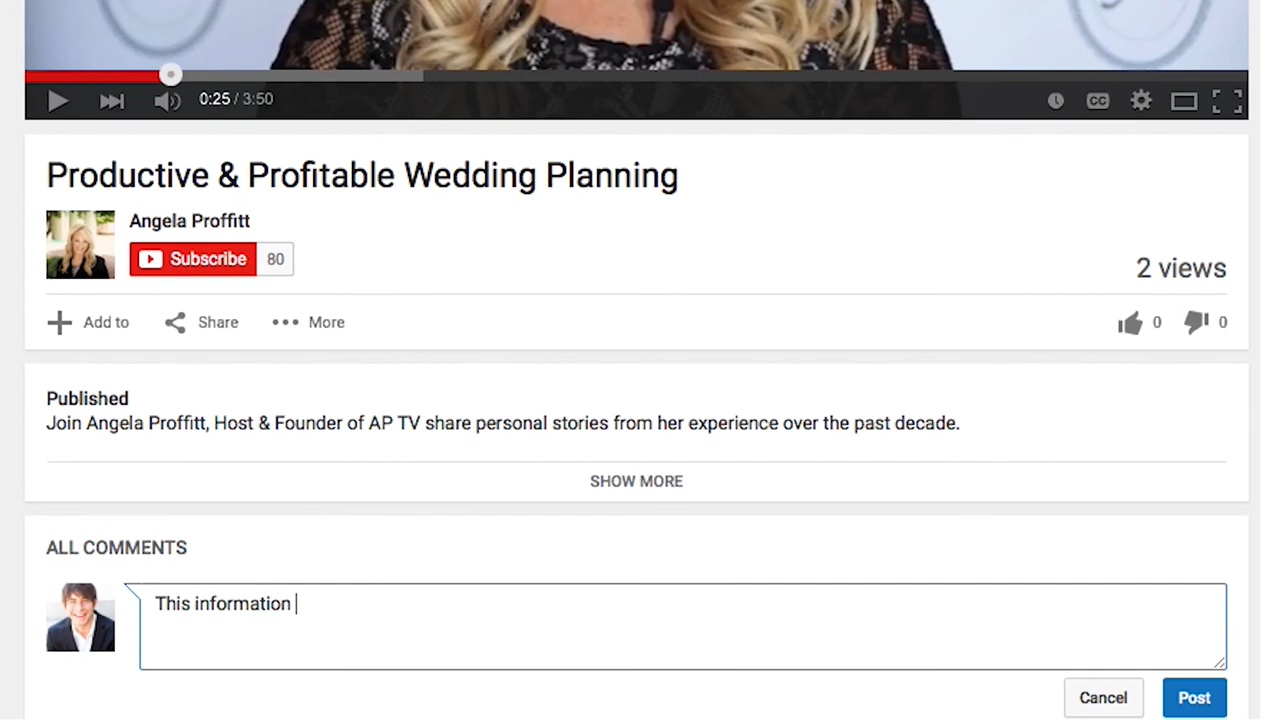 0:25 / 3:50
CC
Productive & Profitable Wedding Planning
Angela Proffitt
Subscribe 80
2 views
Add to Share More 0 0
Published
Join Angela Proffitt, Host & Founder of AP TV share personal stories from her experience over the past decade.
SHOW MORE
ALL COMMENTS
This information
Cancel Post